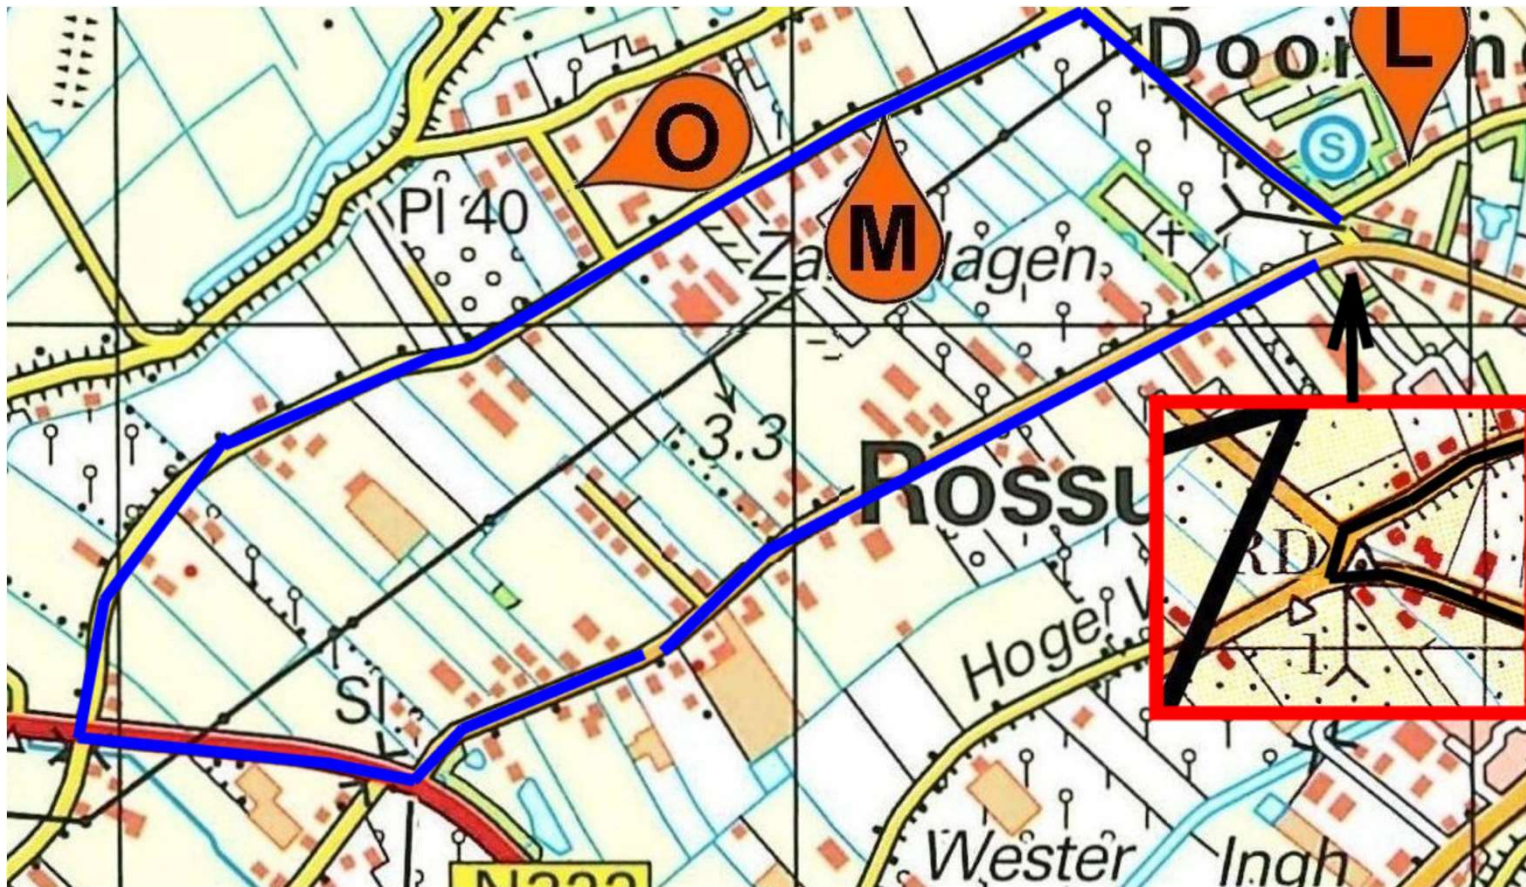 Door
L
n
O
S
Pl 40
M
Za
lagen
3.3
Rossu
RD
1
Hoge
Sl
Wester
Ingh
N322